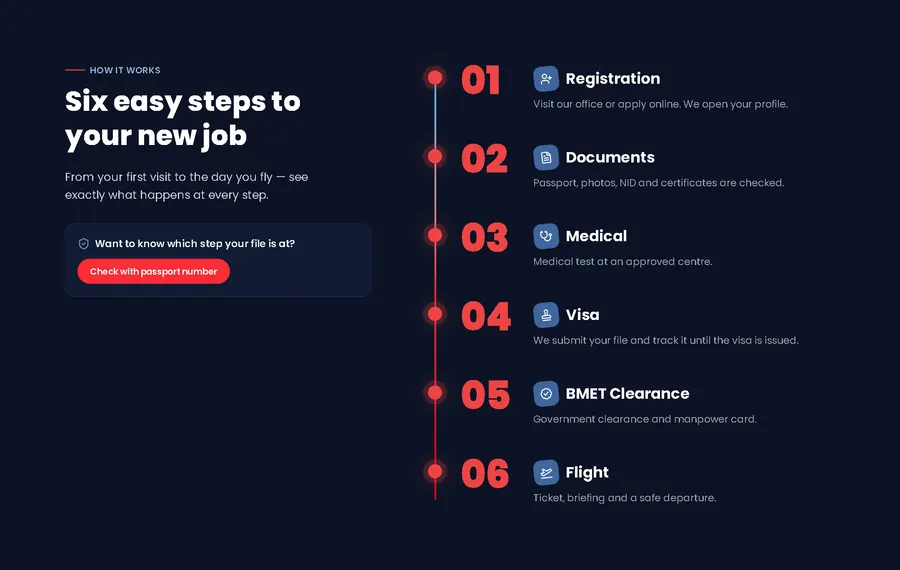 HOW IT WORKS
Six easy steps to
your new job
From your first visit to the day you fly — see
exactly what happens at every step.
Want to know which step your file is at?
Check with passport number
01
Registration
Visit our office or apply online. We open your profile.
02
Documents
Passport, photos, NID and certificates are checked.
03
Medical
Medical test at an approved centre.
04
Visa
We submit your file and track it until the visa is issued.
05
BMET Clearance
Government clearance and manpower card.
06
Flight
Ticket, briefing and a safe departure.